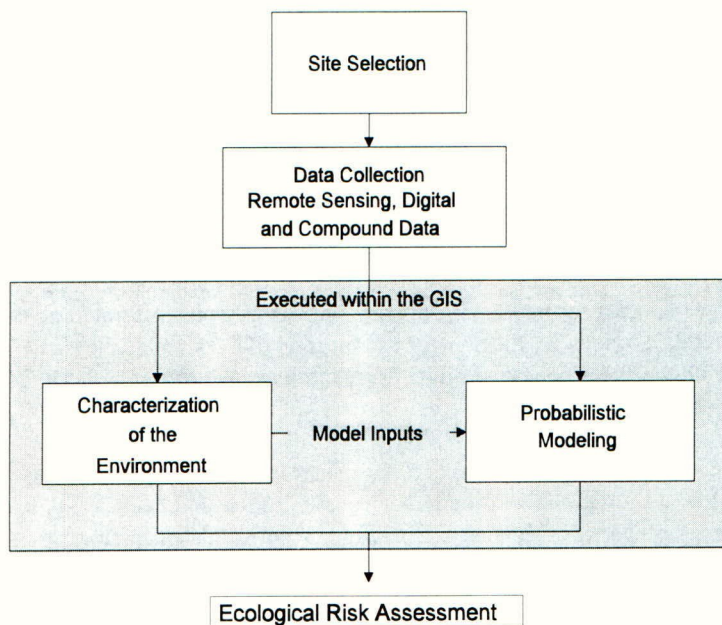 Site Selection
Data Collection
Remote Sensing, Digital
and Compound Data
Executed within the GIS
Characterization
of the
Environment
Model Inputs
Probabilistic
Modeling
Ecological Risk Assessment